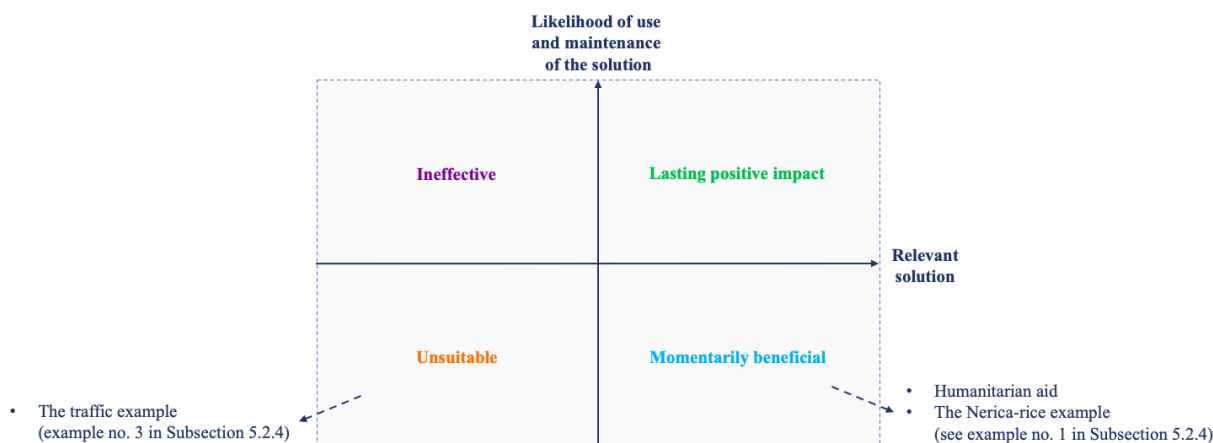 Likelihood of use
and maintenance
of the solution
Ineffective
Lasting positive impact
Relevant
solution
Unsuitable
Momentarily beneficial
• The traffic example
(example no. 3 in Subsection 5.2.4)
• Humanitarian aid
• The Nerica-rice example
(see example no. 1 in Subsection 5.2.4)